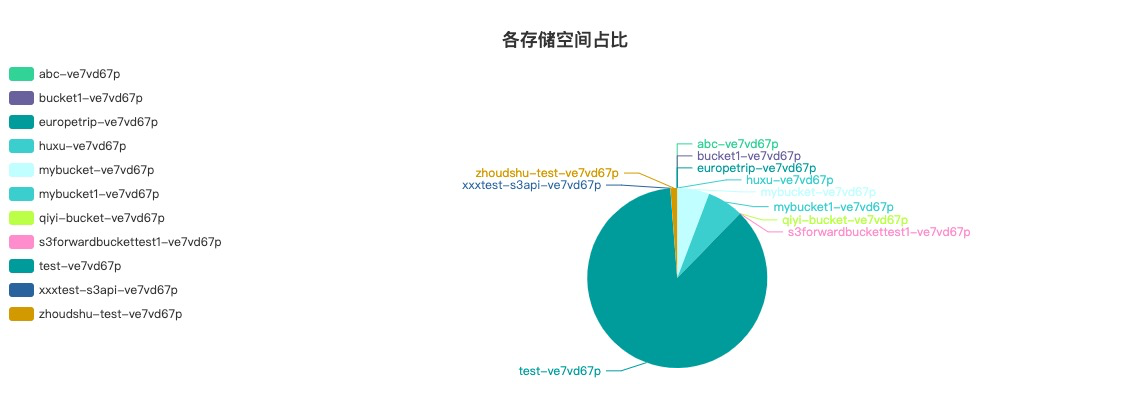 各存储空间占比
abc-ve7vd67p
bucket1-ve7vd67p
europetrip-ve7vd67p
huxu-ve7vd67p
mybucket-ve7vd67p
mybucket1-ve7vd67p
qiyi-bucket-ve7vd67p
s3forwardbuckettest1-ve7vd67p
test-ve7vd67p
xxxtest-s3api-ve7vd67p
zhoudshu-test-ve7vd67p
abc-ve7vd67p
bucket1-ve7vd67p
europetrip-ve7vd67p
zhoudshu-test-ve7vd67p
huxu-ve7vd67p
xxxtest-s3api-ve7vd67p
mybucket-ve7vd67p
mybucket1-ve7vd67p
qiyi-bucket-ve7vd67p
s3forwardbuckettest1-ve7vd67p
test-ve7vd67p